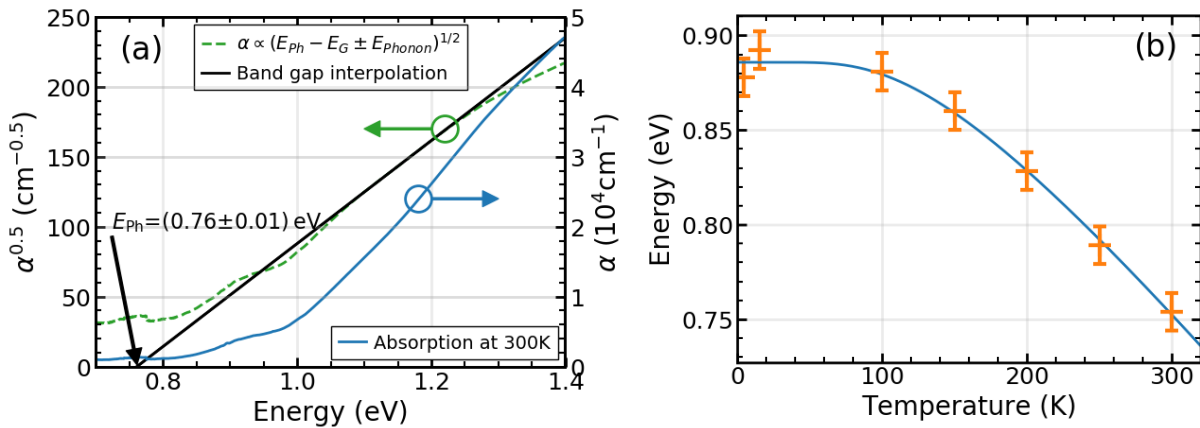 (a)
α ∝ (E_Ph − E_G ± E_Phonon)^1/2
Band gap interpolation
250
200
150
100
50
0
α^0.5 (cm^−0.5)
5
4
3
2
1
0
α (10^4cm^−1)
E_Ph=(0.76±0.01) eV
Absorption at 300K
0.8
1.0
1.2
1.4
Energy (eV)
(b)
0.90
0.85
0.80
0.75
Energy (eV)
0
100
200
300
Temperature (K)